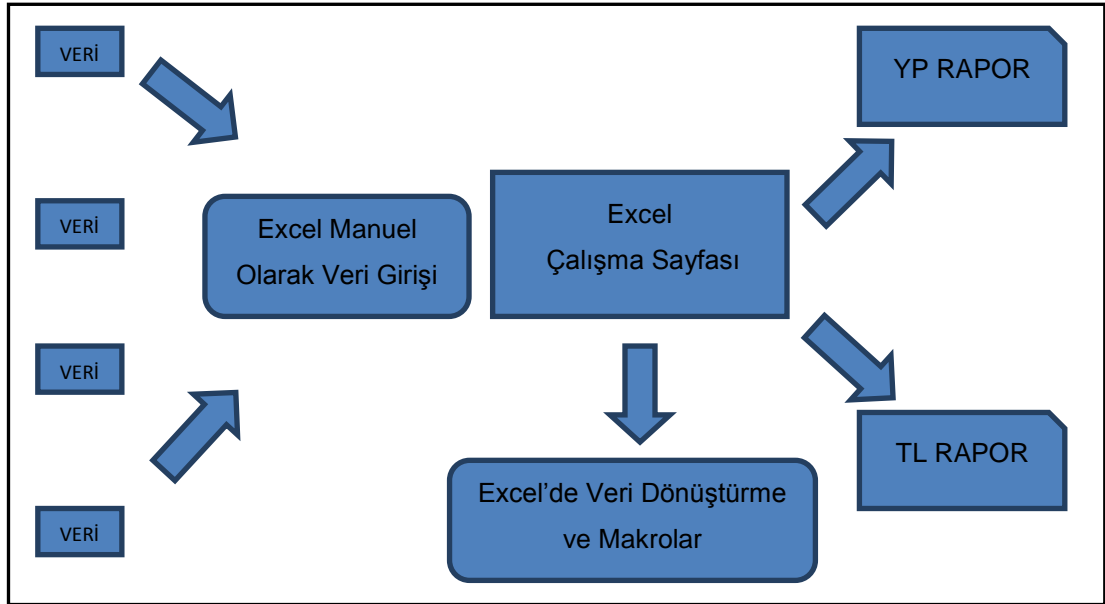 VERİ
VERİ
VERİ
VERİ
Excel Manuel
Olarak Veri Girişi
Excel
Çalışma Sayfası
Excel’de Veri Dönüştürme
ve Makrolar
YP RAPOR
TL RAPOR